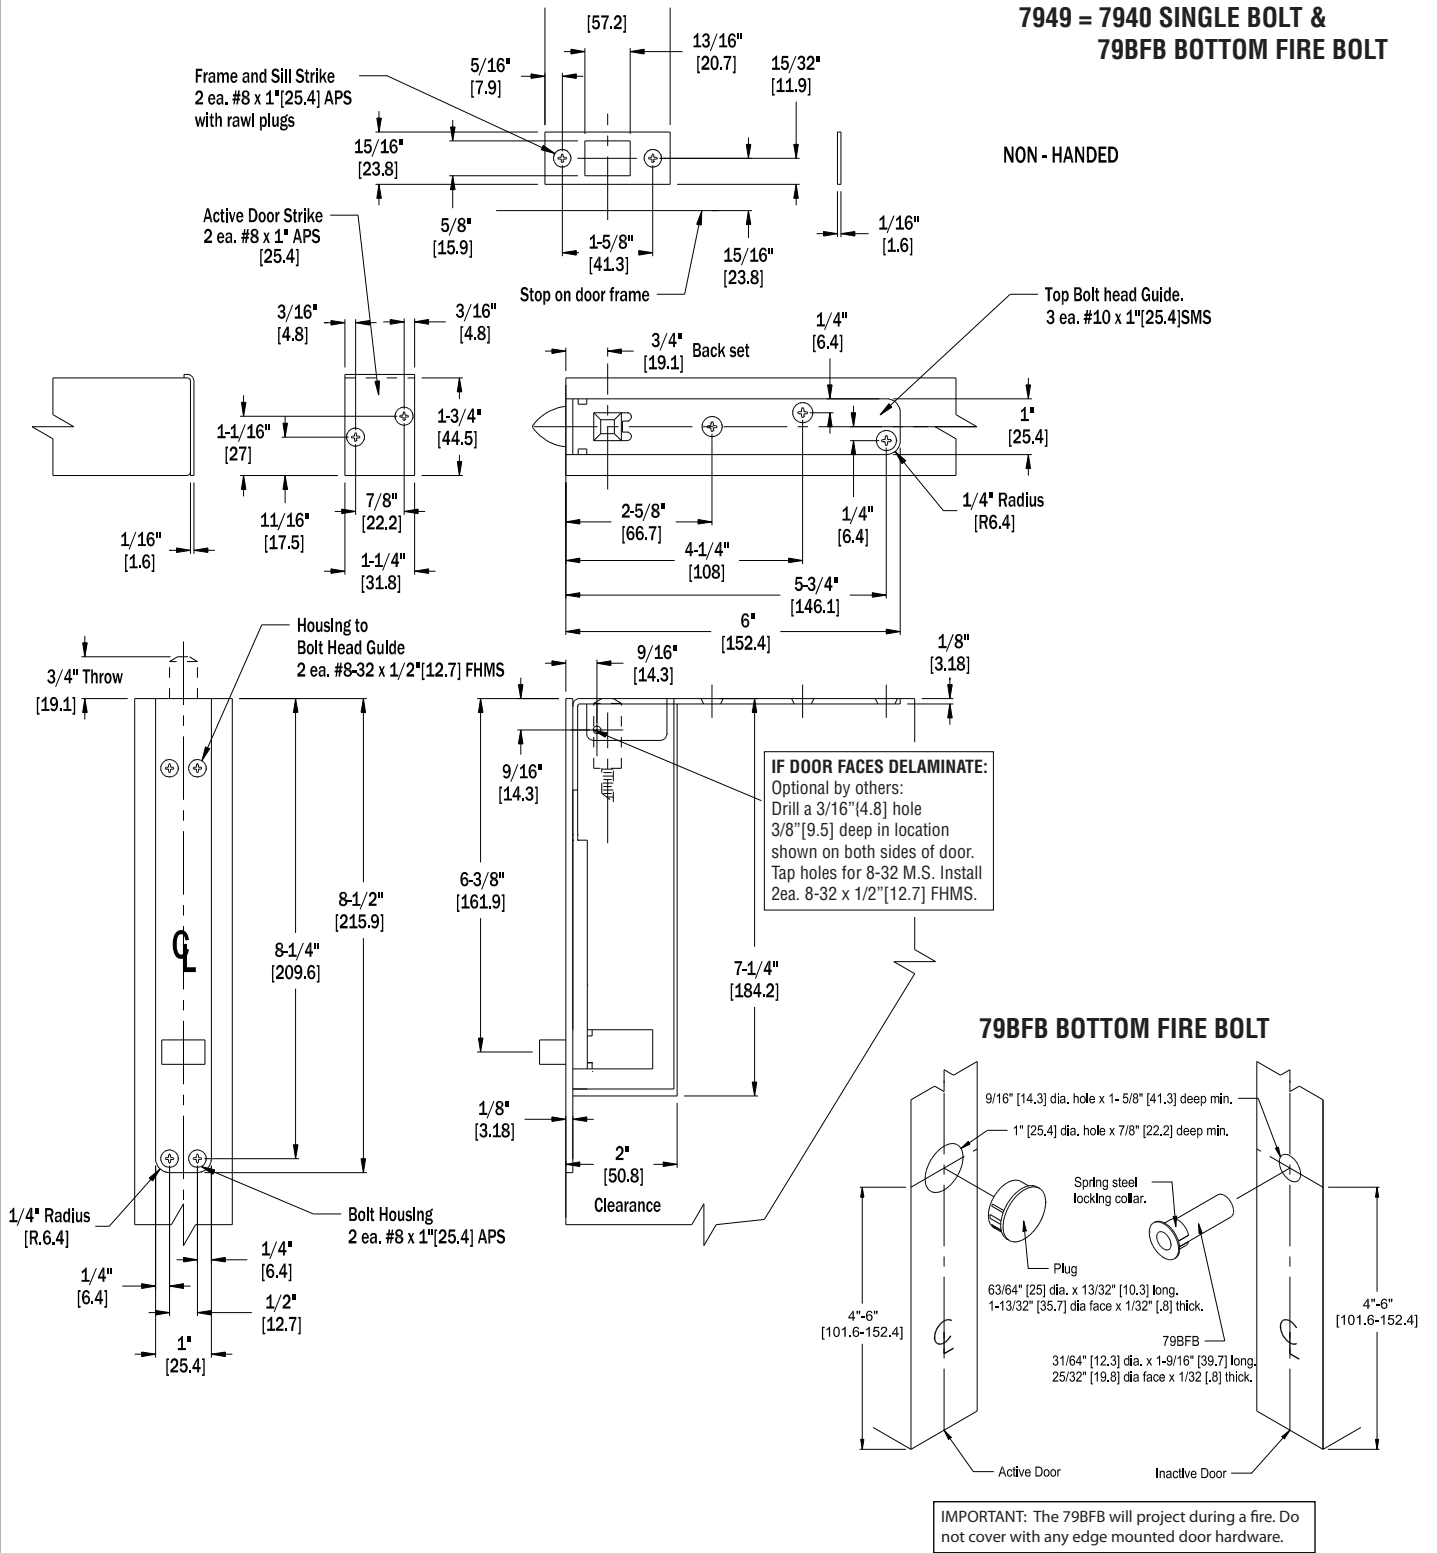 7949 = 7940 SINGLE BOLT &
79BFB BOTTOM FIRE BOLT
NON - HANDED
[57.2]
13/16"
[20.7]
5/16"
[7.9]
15/32"
[11.9]
Frame and Sill Strike
2 ea. #8 x 1"[25.4] APS
with rawl plugs
15/16"
[23.8]
5/8"
[15.9]
1-5/8"
[41.3]
15/16"
[23.8]
1/16"
[1.6]
Stop on door frame
Active Door Strike
2 ea. #8 x 1" APS
[25.4]
3/16"
[4.8]
3/16"
[4.8]
1-1/16"
[27]
1-3/4"
[44.5]
11/16"
[17.5]
7/8"
[22.2]
1-1/4"
[31.8]
1/16"
[1.6]
3/4"
[19.1]
Back set
1/4"
[6.4]
Top Bolt head Guide.
3 ea. #10 x 1"[25.4]SMS
1"
[25.4]
1/4" Radius
[R6.4]
2-5/8"
[66.7]
1/4"
[6.4]
4-1/4"
[108]
5-3/4"
[146.1]
6"
[152.4]
Housing to
Bolt Head Guide
2 ea. #8-32 x 1/2"[12.7] FHMS
3/4" Throw
[19.1]
9/16"
[14.3]
1/8"
[3.18]
9/16"
[14.3]
IF DOOR FACES DELAMINATE:
Optional by others:
Drill a 3/16”{4.8] hole
3/8”[9.5] deep in location
shown on both sides of door.
Tap holes for 8-32 M.S. Install
2ea. 8-32 x 1/2”[12.7] FHMS.
6-3/8"
[161.9]
8-1/2"
[215.9]
8-1/4"
[209.6]
CL
7-1/4"
[184.2]
1/8"
[3.18]
2"
[50.8]
Clearance
1/4" Radius
[R.6.4]
Bolt Housing
2 ea. #8 x 1"[25.4] APS
1/4"
[6.4]
1/4"
[6.4]
1/2"
[12.7]
1"
[25.4]
79BFB BOTTOM FIRE BOLT
9/16" [14.3] dia. hole x 1- 5/8" [41.3] deep min.
1" [25.4] dia. hole x 7/8" [22.2] deep min.
Spring steel
locking collar.
Plug
63/64" [25] dia. x 13/32" [10.3] long.
1-13/32" [35.7] dia face x 1/32" [.8] thick.
4"-6"
[101.6-152.4]
4"-6"
[101.6-152.4]
CL
CL
79BFB
31/64" [12.3] dia. x 1-9/16" [39.7] long.
25/32" [19.8] dia face x 1/32 [.8] thick.
Active Door
Inactive Door
IMPORTANT: The 79BFB will project during a fire. Do
not cover with any edge mounted door hardware.